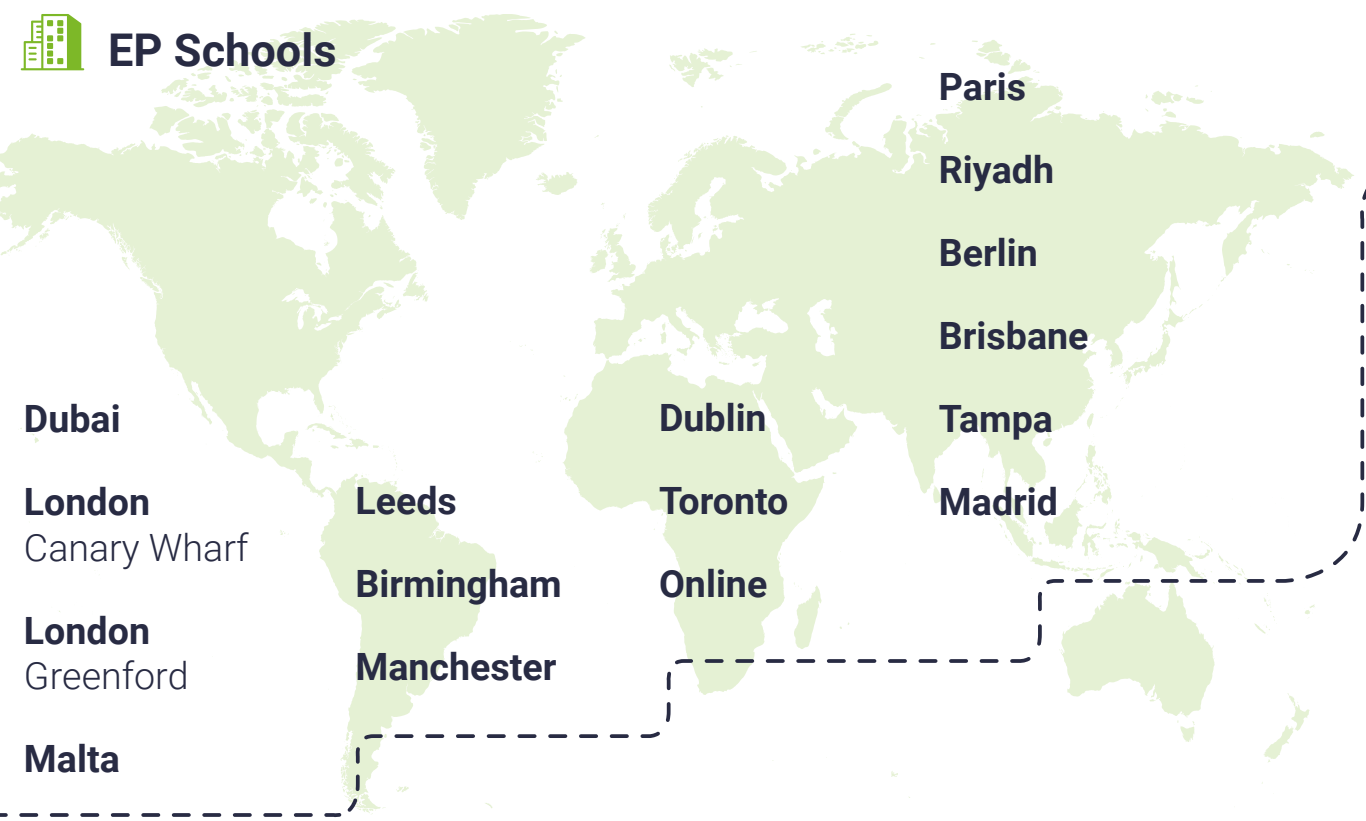 EP Schools
Dubai
London
Canary Wharf
London
Greenford
Malta
Leeds
Birmingham
Manchester
Dublin
Toronto
Online
Paris
Riyadh
Berlin
Brisbane
Tampa
Madrid